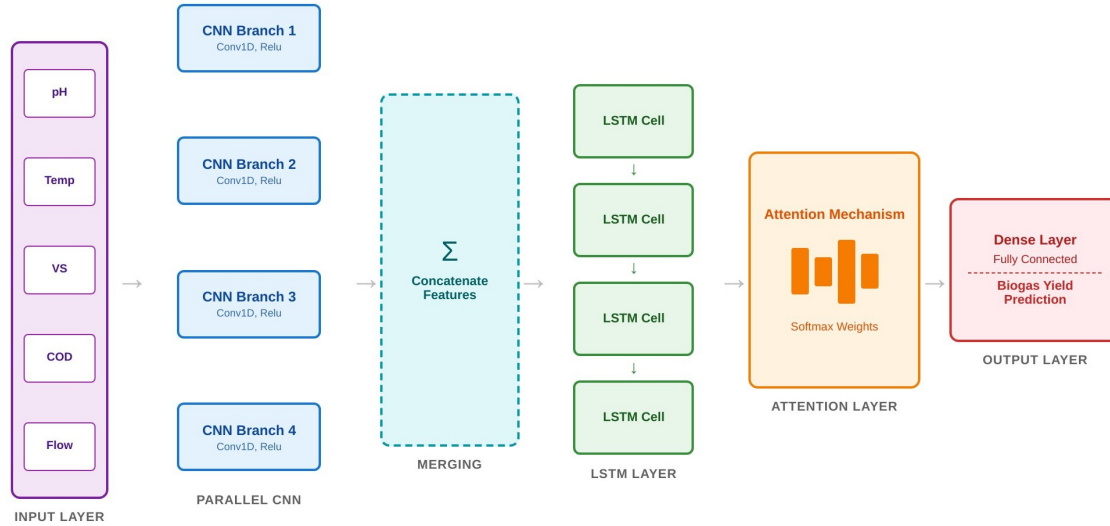 pH
Temp
VS
COD
Flow
INPUT LAYER
→
CNN Branch 1
Conv1D, Relu
CNN Branch 2
Conv1D, Relu
CNN Branch 3
Conv1D, Relu
CNN Branch 4
Conv1D, Relu
PARALLEL CNN
→
Σ
Concatenate
Features
MERGING
→
LSTM Cell
↓
LSTM Cell
↓
LSTM Cell
↓
LSTM Cell
LSTM LAYER
→
Attention Mechanism
Softmax Weights
ATTENTION LAYER
→
Dense Layer
Fully Connected
Biogas Yield
Prediction
OUTPUT LAYER